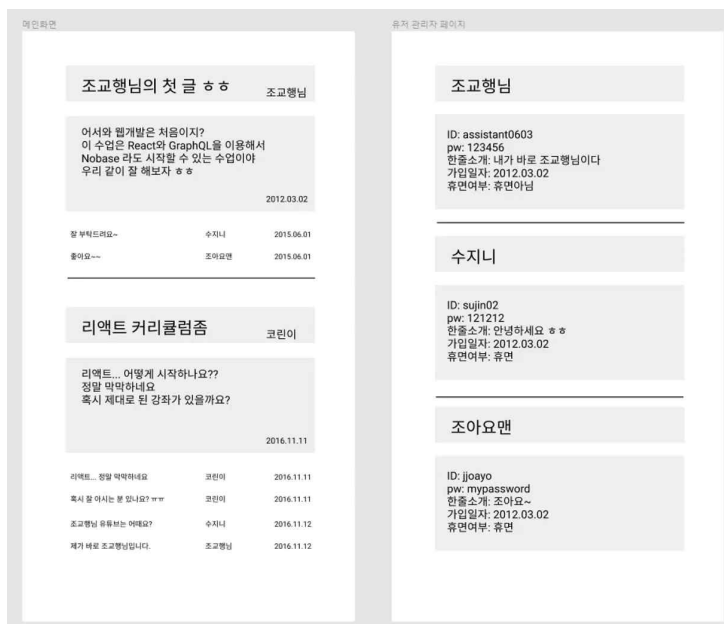 메인화면
조교행님의 첫 글 ㅎㅎ
조교행님
어서와 웹개발은 처음이지?
이 수업은 React와 GraphQL을 이용해서
Nobase 라도 시작할 수 있는 수업이야
우리 같이 잘 해보자 ㅎㅎ
2012.03.02
잘 부탁드려요~ 수지니 2015.06.01
좋아요~~ 조아요맨 2015.06.01
리액트 커리큘럼좀
코린이
리액트... 어떻게 시작하나요??
정말 막막하네요
혹시 제대로 된 강좌가 있을까요?
2016.11.11
리액트... 정말 막막하네요 코린이 2016.11.11
혹시 잘 아시는 분 있나요? ㅠㅠ 코린이 2016.11.11
조교행님 유튜브는 어때요? 수지니 2016.11.12
제가 바로 조교행님입니다. 조교행님 2016.11.12
유저 관리자 페이지
조교행님
ID: assistant0603
pw: 123456
한줄소개: 내가 바로 조교행님이다
가입일자: 2012.03.02
휴면여부: 휴면아님
수지니
ID: sujin02
pw: 121212
한줄소개: 안녕하세요 ㅎㅎ
가입일자: 2012.03.02
휴면여부: 휴면
조아요맨
ID: jjoayo
pw: mypassword
한줄소개: 조아요~
가입일자: 2012.03.02
휴면여부: 휴면